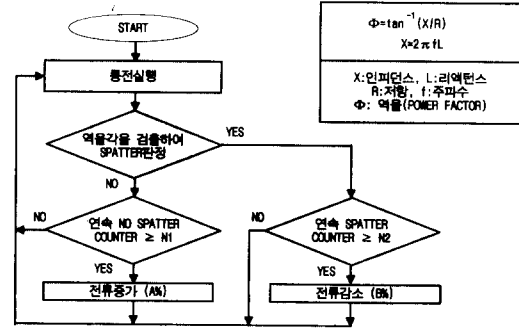 START
통전실행
역율각을 검출하여
SPATTER판정
YES
NO
NO
연속 NO SPATTER
COUNTER ≥ N1
YES
전류증가 (A%)
NO
연속 SPATTER
COUNTER ≥ N2
YES
전류감소 (B%)
Φ=tan⁻¹(X/R)
X=2πfL
X:인피던스, L:리액턴스
R:저항, f:주파수
Φ: 역율(POWER FACTOR)